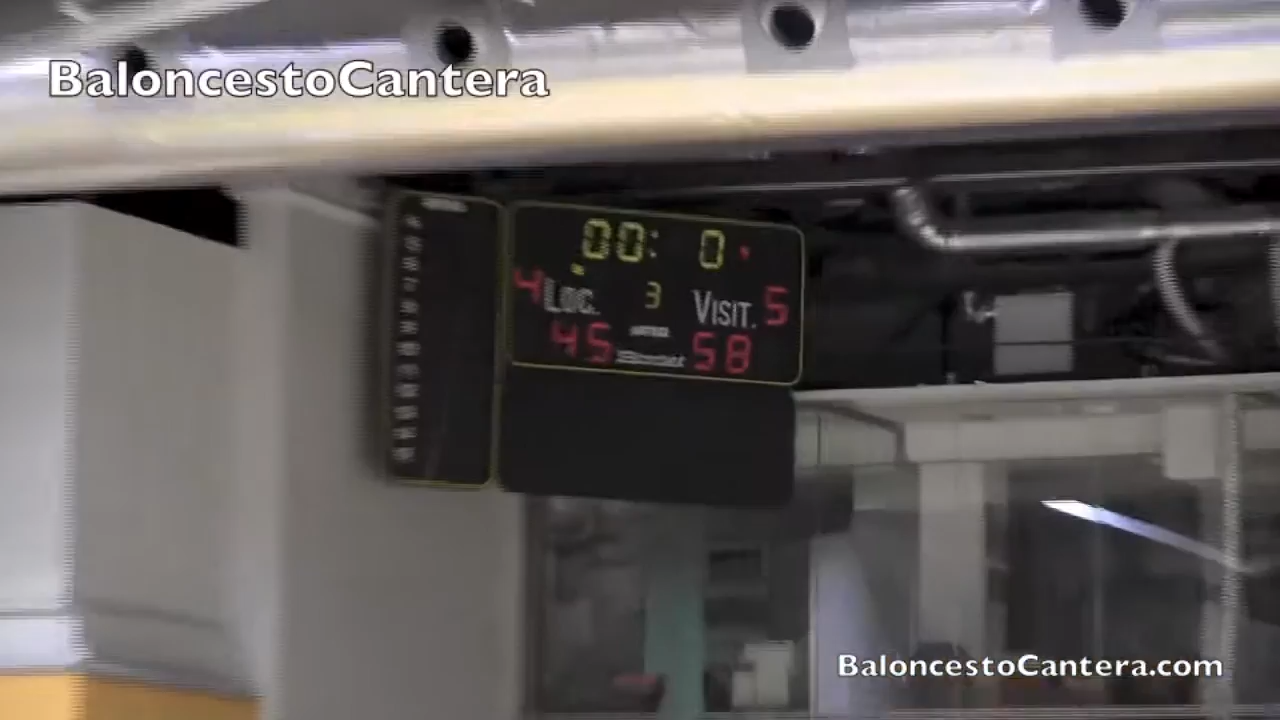 BaloncestoCantera
00: 0
4 LOC. 3 VISIT. 5
45 58
BaloncestoCantera.com